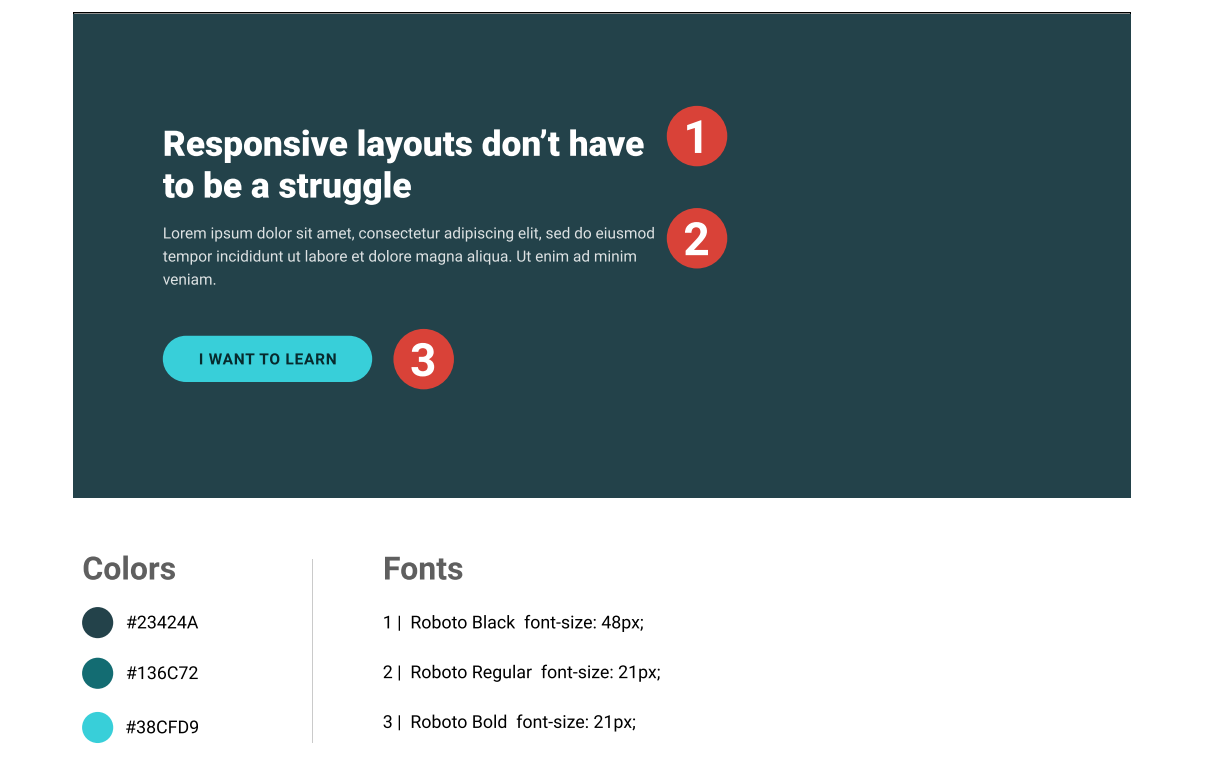 Responsive layouts don’t have
1
to be a struggle
Lorem ipsum dolor sit amet, consectetur adipiscing elit, sed do eiusmod
2
tempor incididunt ut labore et dolore magna aliqua. Ut enim ad minim
veniam.
I WANT TO LEARN
3
Colors
#23424A
#136C72
#38CFD9
Fonts
1 | Roboto Black font-size: 48px;
2 | Roboto Regular font-size: 21px;
3 | Roboto Bold font-size: 21px;